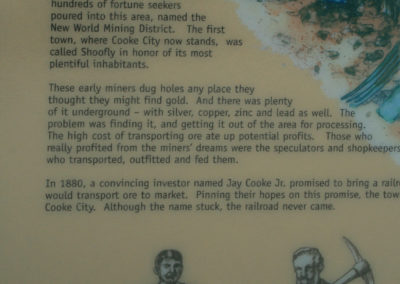 hundreds of fortune seekers
poured into this area, named the
New World Mining District. The first
town, where Cooke City now stands, was
called Shoofly in honor of its most
plentiful inhabitants.
These early miners dug holes any place they
thought they might find gold. And there was plenty
of it underground – with silver, copper, zinc and lead as well. The
problem was finding it, and getting it out of the area for processing.
The high cost of transporting ore ate up potential profits. Those who
really profited from the miners' dreams were the speculators and shopkeepers
who transported, outfitted and fed them.
In 1880, a convincing investor named Jay Cooke Jr. promised to bring a railr
would transport ore to market. Pinning their hopes on this promise, the tow
Cooke City. Although the name stuck, the railroad never came.